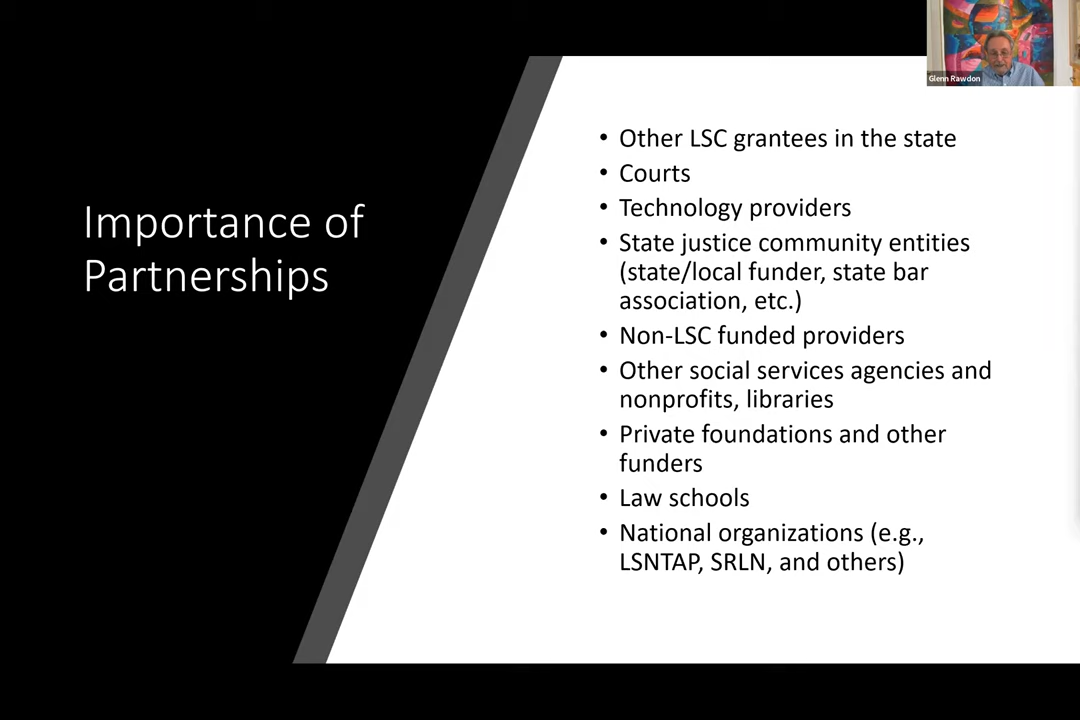 Glenn Rawdon
Importance of
Partnerships
• Other LSC grantees in the state
• Courts
• Technology providers
• State justice community entities
(state/local funder, state bar
association, etc.)
• Non-LSC funded providers
• Other social services agencies and
nonprofits, libraries
• Private foundations and other
funders
• Law schools
• National organizations (e.g.,
LSNTAP, SRLN, and others)